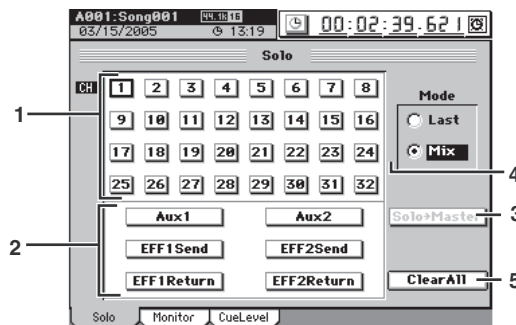 A001:Song001 44.1K 16
03/15/2005 13:19 00:02:39.621
Solo
CH 1 2 3 4 5 6 7 8
9 10 11 12 13 14 15 16
17 18 19 20 21 22 23 24
25 26 27 28 29 30 31 32
Mode
Last
Mix
Aux1 Aux2
EFF1Send EFF2Send
EFF1Return EFF2Return
Solo→Master
ClearAll
Solo Monitor CueLevel
1
2
4
3
5